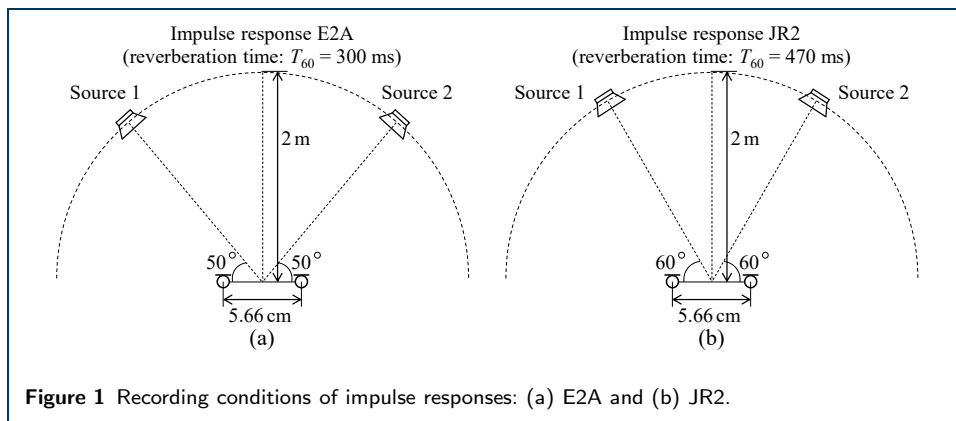 Impulse response E2A
(reverberation time: T60 = 300 ms)
Source 1
Source 2
2 m
50°
50°
5.66 cm
(a)
Impulse response JR2
(reverberation time: T60 = 470 ms)
Source 1
Source 2
2 m
60°
60°
5.66 cm
(b)
Figure 1 Recording conditions of impulse responses: (a) E2A and (b) JR2.